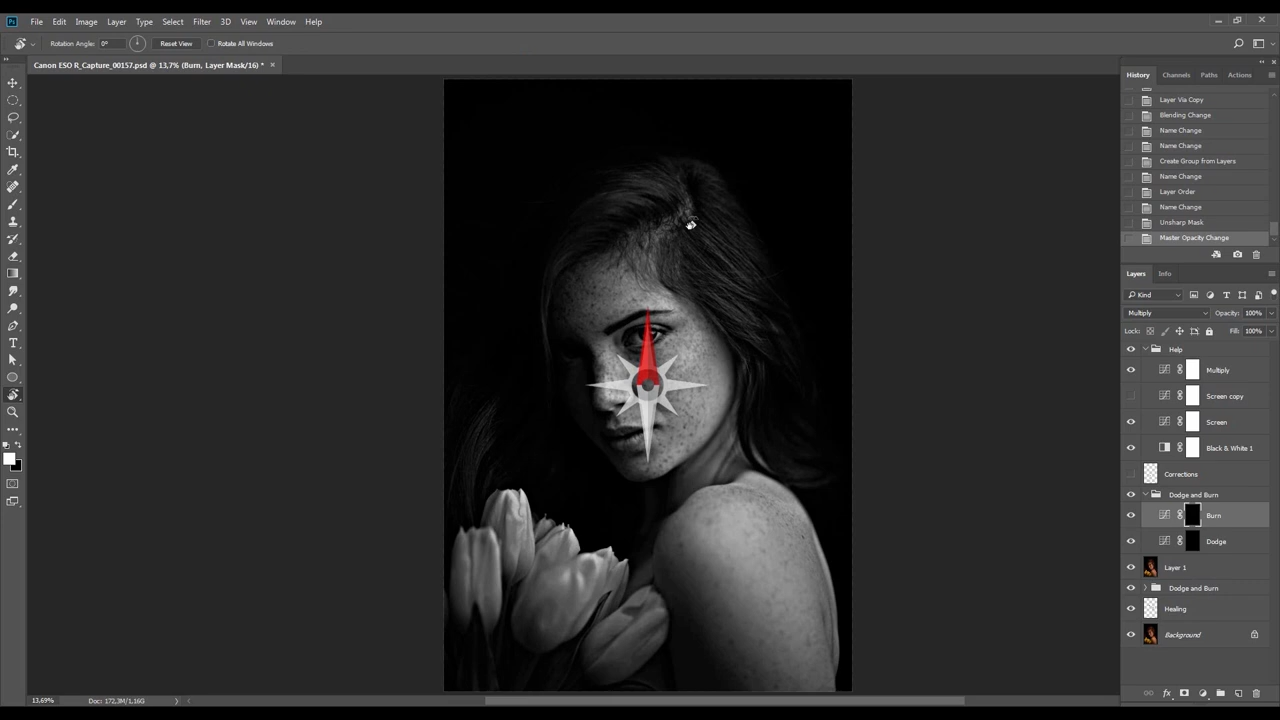 Ps File Edit Image Layer Type Select Filter 3D View Window Help
Rotation Angle: 0° Reset View Rotate All Windows
Canon ESO R_Capture_00157.psd @ 13,7% (Burn, Layer Mask/16) * ×
History Channels Paths Actions
Layer Via Copy
Blending Change
Name Change
Name Change
Create Group from Layers
Name Change
Layer Order
Name Change
Unsharp Mask
Master Opacity Change
Layers Info
Kind
Multiply Opacity: 100%
Lock: Fill: 100%
Help
Multiply
Screen copy
Screen
Black & White 1
Corrections
Dodge and Burn
Burn
Dodge
Layer 1
Dodge and Burn
Healing
Background
13,69% Doc: 172,3M/1,16G